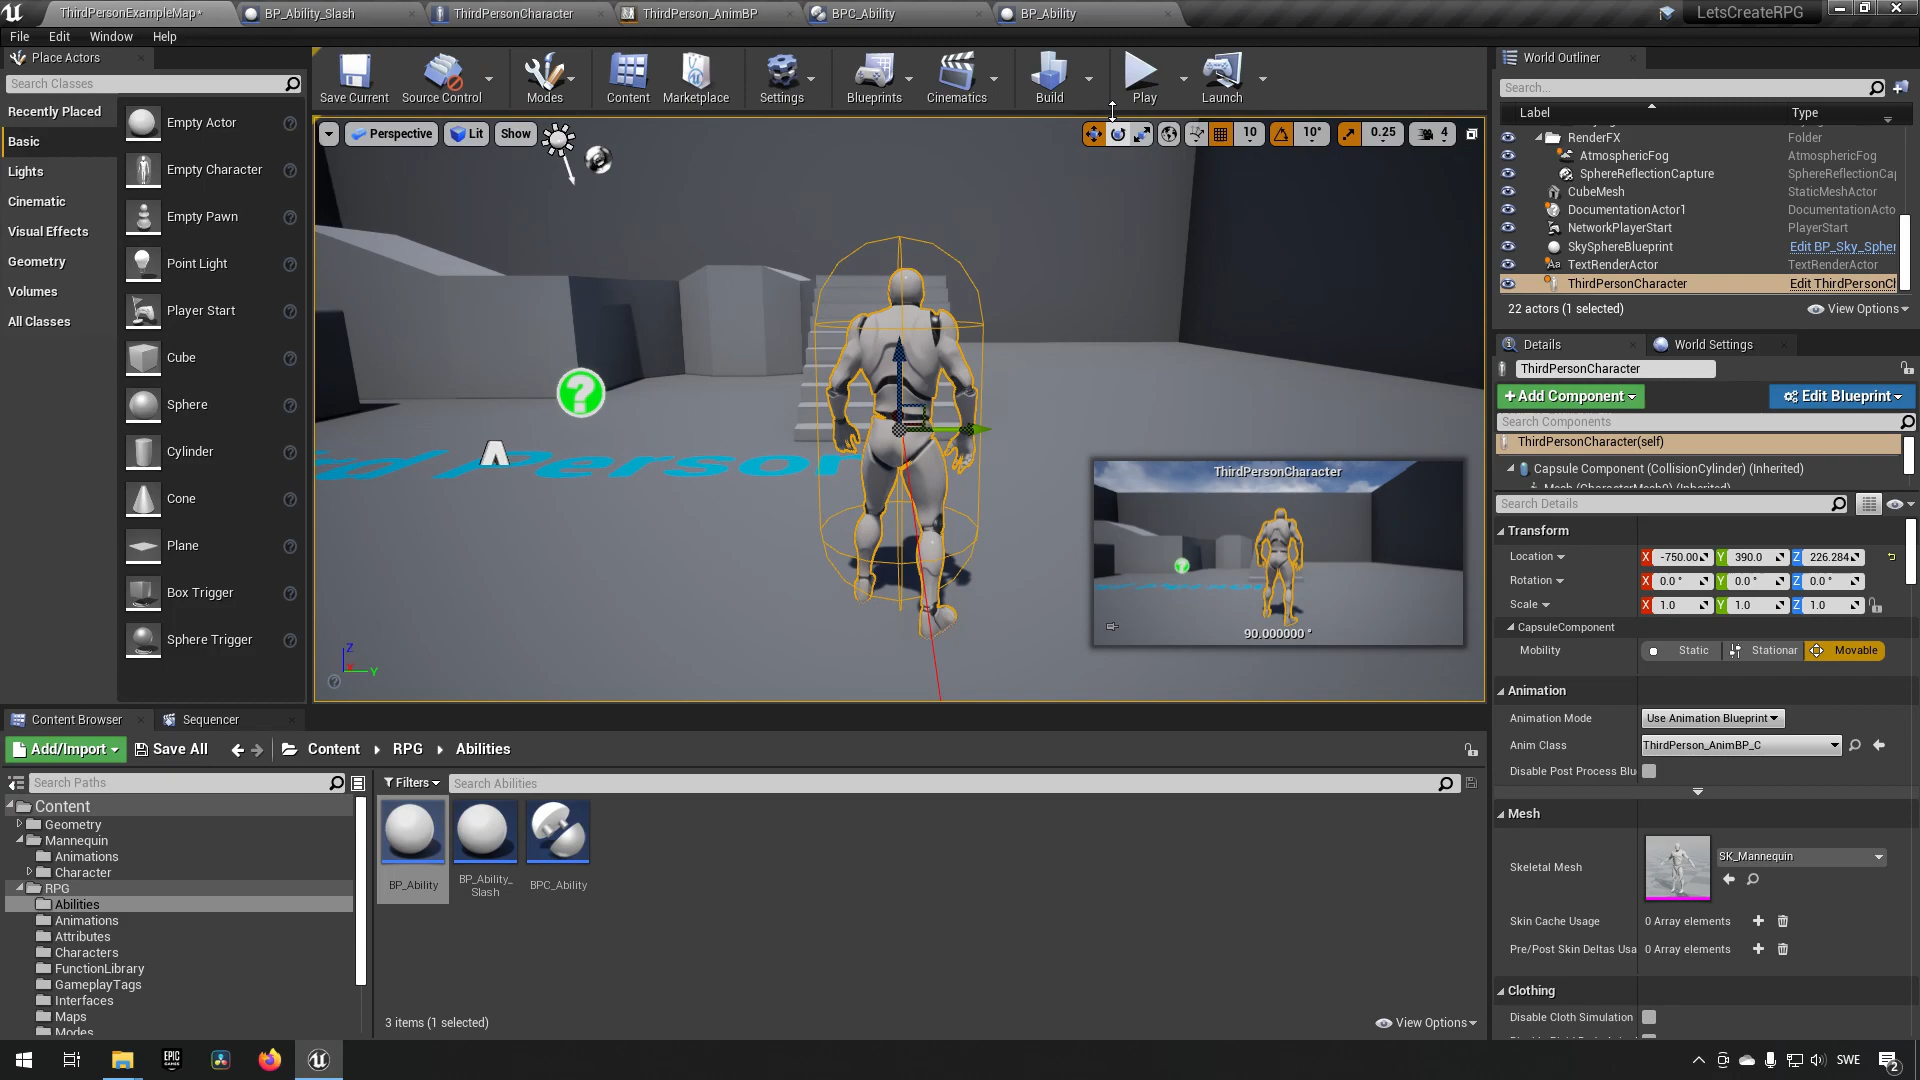 ThirdPersonExampleMap*
BP_Ability_Slash
ThirdPersonCharacter
ThirdPerson_AnimBP
BPC_Ability
BP_Ability
LetsCreateRPG
File
Edit
Window
Help
Place Actors
Search Classes
Recently Placed
Basic
Lights
Cinematic
Visual Effects
Geometry
Volumes
All Classes
Empty Actor
Empty Character
Empty Pawn
Point Light
Player Start
Cube
Sphere
Cylinder
Cone
Plane
Box Trigger
Sphere Trigger
Save Current
Source Control
Modes
Content
Marketplace
Settings
Blueprints
Cinematics
Build
Play
Launch
Perspective
Lit
Show
10
10°
0.25
4
rd Person
ThirdPersonCharacter
90.000000 °
Z
X
Y
World Outliner
Search...
Label
Type
RenderFX
Folder
AtmosphericFog
AtmosphericFog
SphereReflectionCapture
SphereReflectionCap
CubeMesh
StaticMeshActor
DocumentationActor1
DocumentationActo
NetworkPlayerStart
PlayerStart
SkySphereBlueprint
Edit BP_Sky_Spher
TextRenderActor
TextRenderActor
ThirdPersonCharacter
Edit ThirdPersonCh
22 actors (1 selected)
View Options
Details
World Settings
ThirdPersonCharacter
+Add Component
Edit Blueprint
Search Components
ThirdPersonCharacter(self)
Capsule Component (CollisionCylinder) (Inherited)
Mesh (CharacterMesh0) (Inherited)
Search Details
Transform
Location
X -750.00
Y 390.0
Z 226.284
Rotation
X 0.0 °
Y 0.0 °
Z 0.0 °
Scale
X 1.0
Y 1.0
Z 1.0
CapsuleComponent
Mobility
Static
Stationar
Movable
Animation
Animation Mode
Use Animation Blueprint
Anim Class
ThirdPerson_AnimBP_C
Disable Post Process Blu
Mesh
Skeletal Mesh
SK_Mannequin
Skin Cache Usage
0 Array elements
Pre/Post Skin Deltas Usa
0 Array elements
Clothing
Disable Cloth Simulation
Content Browser
Sequencer
Add/Import
Save All
Content
RPG
Abilities
Search Paths
Filters
Search Abilities
Content
Geometry
Mannequin
Animations
Character
RPG
Abilities
Animations
Attributes
Characters
FunctionLibrary
GameplayTags
Interfaces
Maps
Modes
BP_Ability
BP_Ability_
Slash
BPC_Ability
3 items (1 selected)
View Options
EPIC
GAMES
SWE
2